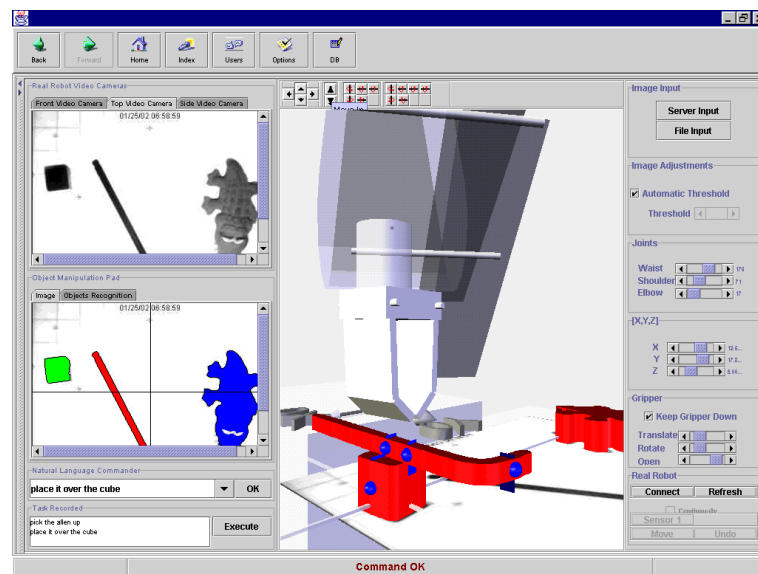 Back
Forward
Home
Index
Users
Options
DB
Real Robot Video Cameras
Front Video Camera
Top Video Camera
Side Video Camera
01/25/02 06:58:59
Object Manipulation Pad
Image
Objects Recognition
01/25/02 06:58:59
Natural Language Commander
place it over the cube
OK
Task Recorded
pick the allen up
place it over the cube
Execute
Move In
Image Input
Server Input
File Input
Image Adjustments
Automatic Threshold
Threshold
Joints
Waist
Shoulder
Elbow
[X,Y,Z]
X
Y
Z
Gripper
Keep Gripper Down
Translate
Rotate
Open
Real Robot
Connect
Refresh
Sensor 1
Move
Undo
Command OK